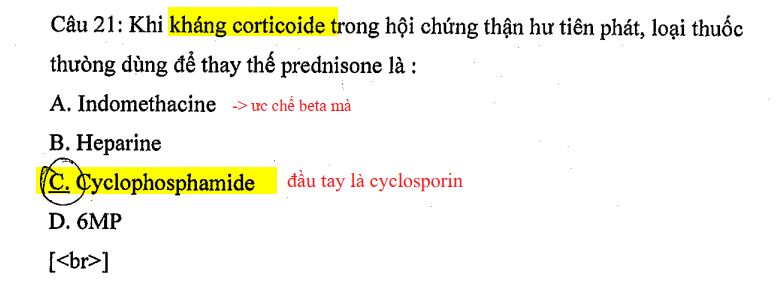 Câu 21: Khi kháng corticoide trong hội chứng thận hư tiên phát, loại thuốc
thưòng dùng để thay thế prednisone là :
A. Indomethacine -> ưc chế beta mà
B. Heparine
C. Cyclophosphamide đầu tay là cyclosporin
D. 6MP
[<br>]